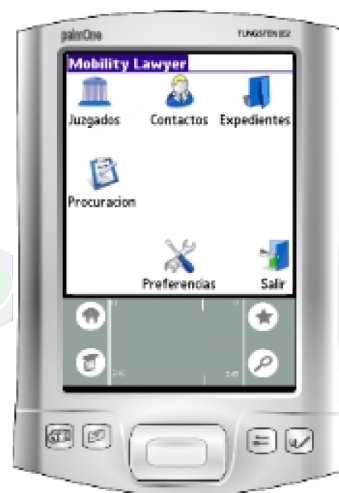 palmOne TUNGSTEN E2
Mobility Lawyer
Juzgados Contactos Expedientes
Procuracion
Preferencias Salir